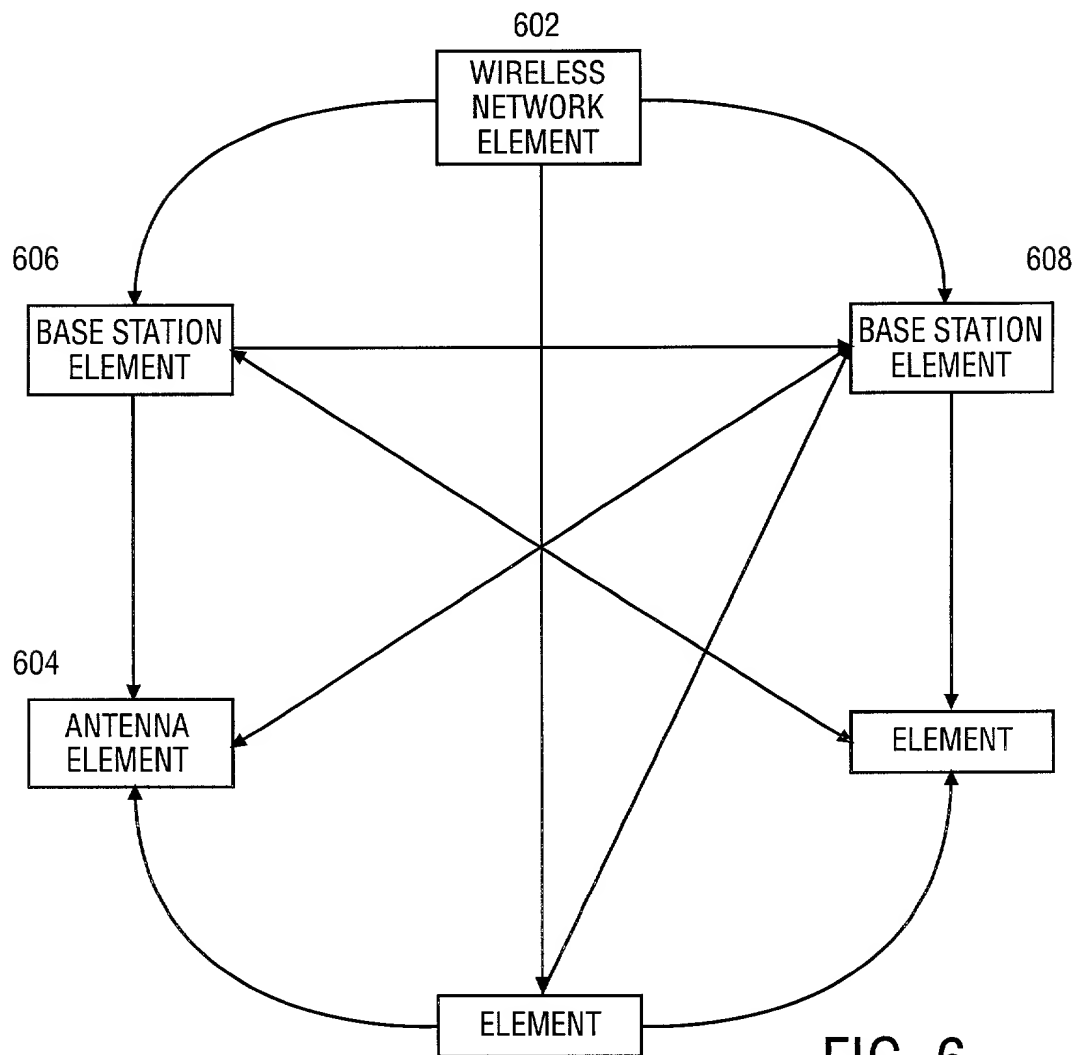 602
WIRELESS
NETWORK
ELEMENT
606
608
BASE STATION
ELEMENT
BASE STATION
ELEMENT
604
ANTENNA
ELEMENT
ELEMENT
ELEMENT
FIG. 6